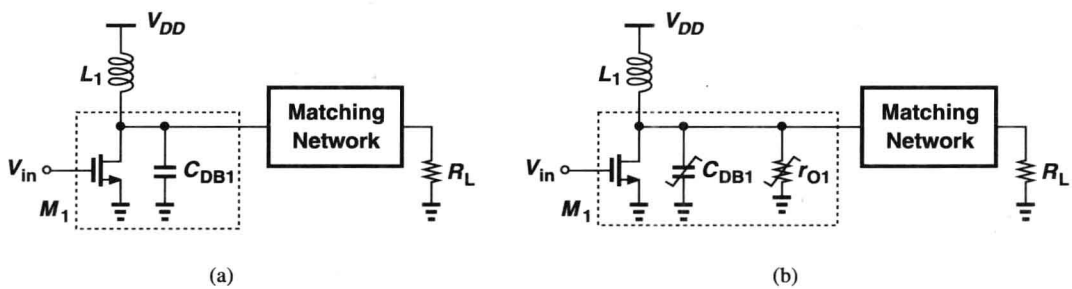 V_DD
L_1
Matching
Network
V_in
C_DB1
M_1
R_L
(a)
V_DD
L_1
Matching
Network
V_in
C_DB1
r_O1
M_1
R_L
(b)